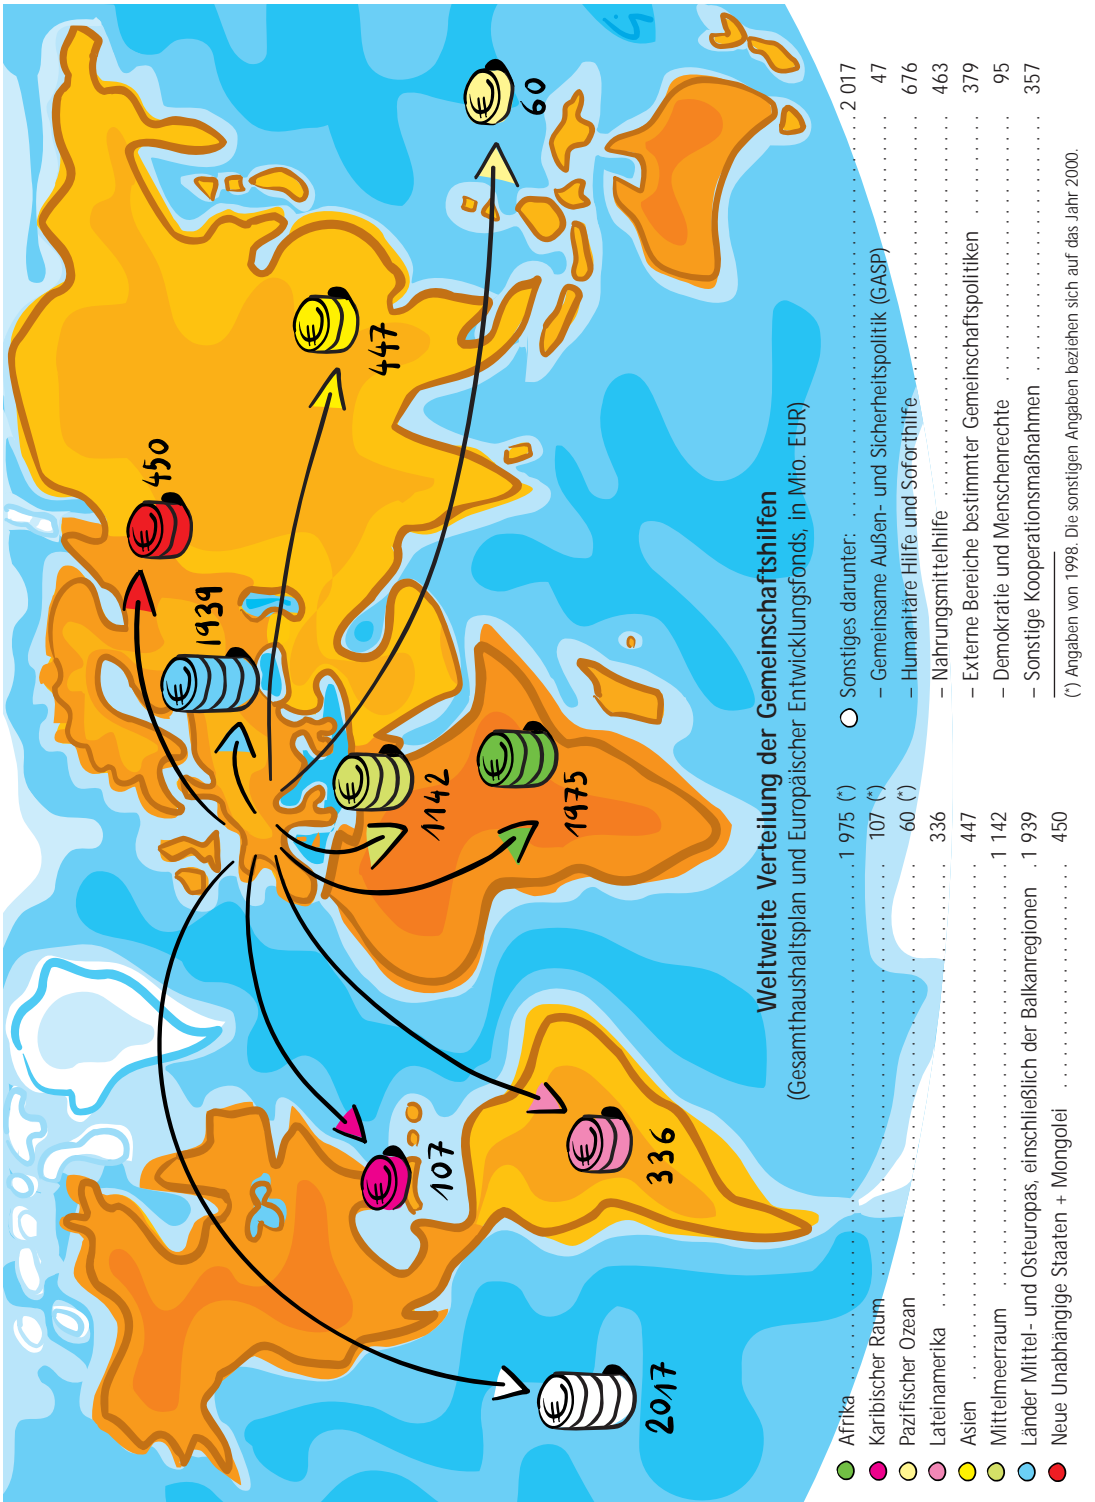 450
1939
447
60
1142
1975
107
336
2017
Weltweite Verteilung der Gemeinschaftshilfen
(Gesamthaushaltsplan und Europäischer Entwicklungsfonds, in Mio. EUR)
Afrika 1 975 (*)
Karibischer Raum 107 (*)
Pazifischer Ozean 60 (*)
Lateinamerika 336
Asien 447
Mittelmeerraum 1 142
Länder Mittel- und Osteuropas, einschließlich der Balkanregionen 1 939
Neue Unabhängige Staaten + Mongolei 450
Sonstiges darunter: 2 017
– Gemeinsame Außen- und Sicherheitspolitik (GASP) 47
– Humanitäre Hilfe und Soforthilfe 676
– Nahrungsmittelhilfe 463
– Externe Bereiche bestimmter Gemeinschaftspolitiken 379
– Demokratie und Menschenrechte 95
– Sonstige Kooperationsmaßnahmen 357
(*) Angaben von 1998. Die sonstigen Angaben beziehen sich auf das Jahr 2000.